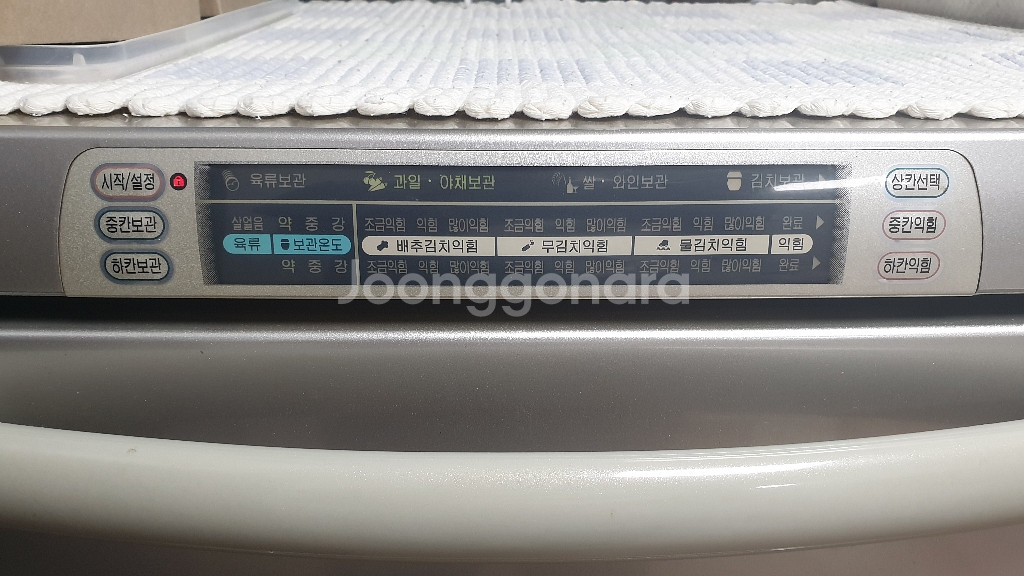 시작/설정 육류보관 과일 · 야채보관 쌀 · 와인보관 김치보관 상칸선택
중칸보관 살얼음 약 중 강 조금익힘 익힘 많이익힘 조금익힘 익힘 많이익힘 조금익힘 익힘 많이익힘 완료 중칸익힘
육류 보관온도 배추김치익힘 무김치익힘 물김치익힘 익힘
하칸보관 약 중 강 조금익힘 익힘 많이익힘 조금익힘 익힘 많이익힘 조금익힘 익힘 많이익힘 완료 하칸익힘
Joonggonara